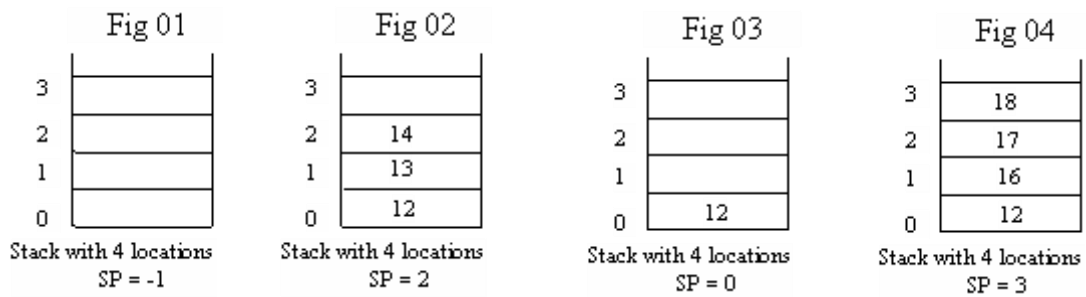 Fig 01
3
2
1
0
Stack with 4 locations
SP = -1
Fig 02
3
2 14
1 13
0 12
Stack with 4 locations
SP = 2
Fig 03
3
2
1
0 12
Stack with 4 locations
SP = 0
Fig 04
3 18
2 17
1 16
0 12
Stack with 4 locations
SP = 3